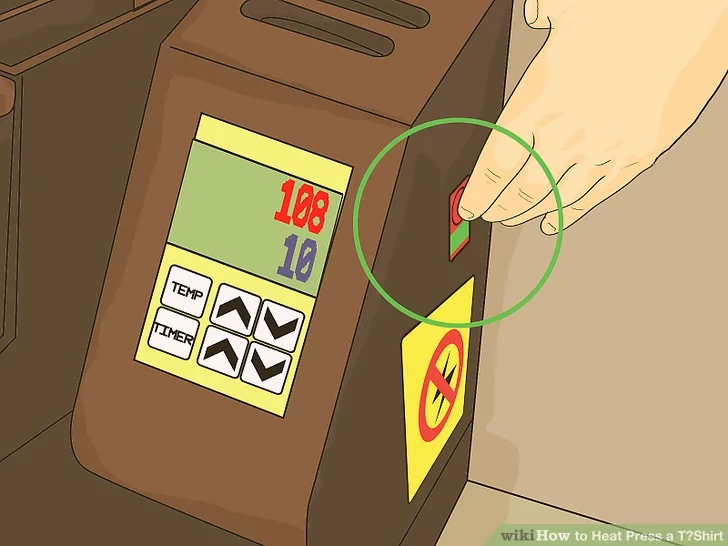 108
10
TEMP
TIMER
wikiHow to Heat Press a T?Shirt